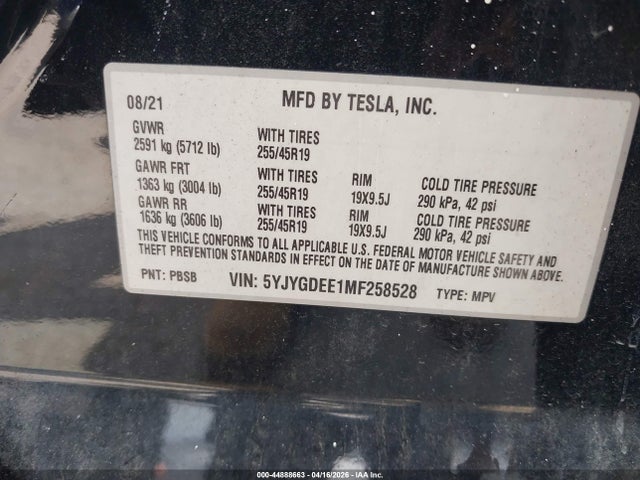 08/21 MFD BY TESLA, INC.
GVWR
2591 kg (5712 lb) WITH TIRES 255/45R19
GAWR FRT
1363 kg (3004 lb) WITH TIRES 255/45R19 RIM 19X9.5J COLD TIRE PRESSURE 290 kPa, 42 psi
GAWR RR
1636 kg (3606 lb) WITH TIRES 255/45R19 RIM 19X9.5J COLD TIRE PRESSURE 290 kPa, 42 psi
THIS VEHICLE CONFORMS TO ALL APPLICABLE U.S. FEDERAL MOTOR VEHICLE SAFETY AND
THEFT PREVENTION STANDARDS IN EFFECT ON THE DATE OF MANUFACTURE SHOWN ABOVE.
PNT: PBSB VIN: 5YJYGDEE1MF258528 TYPE: MPV
000-44888663 - 04/16/2026 - © COPYRIGHT IAA, LLC